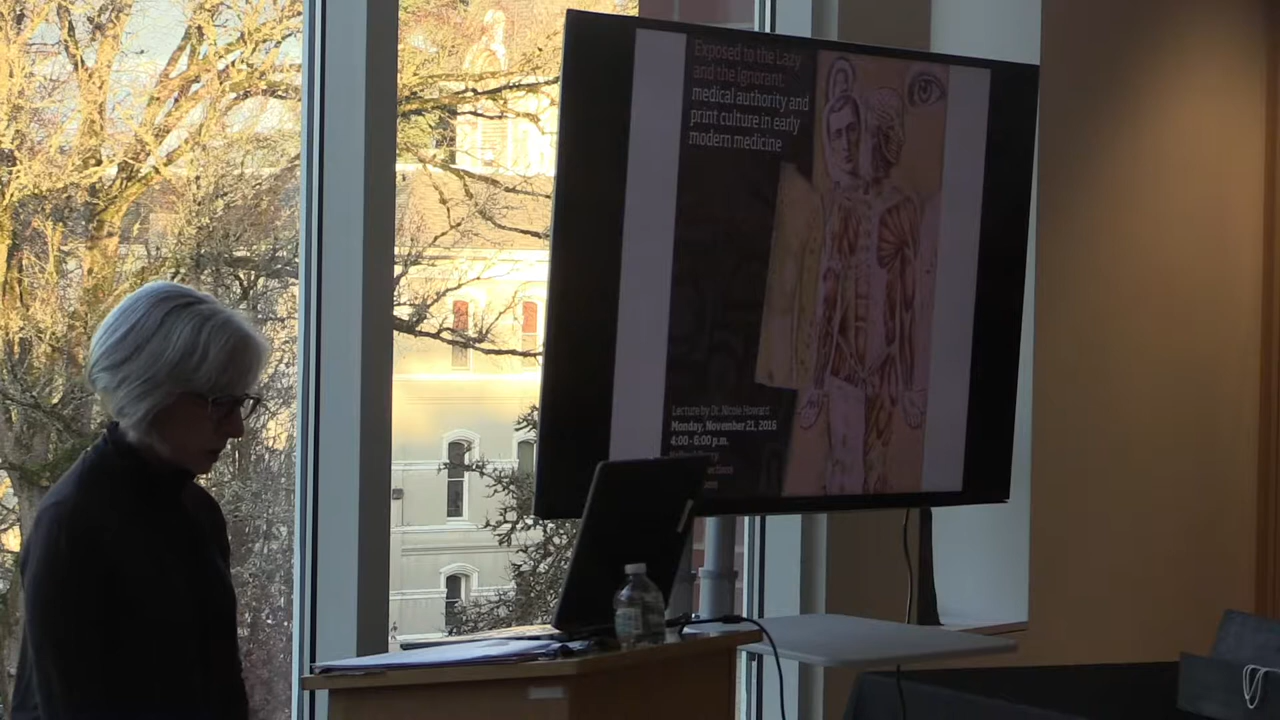 Exposed to the Lazy
and the Ignorant:
medical authority and
print culture in early
modern medicine
Lecture by Dr. Nicole Howard
Monday, November 21, 2016
4:00 - 6:00 p.m.